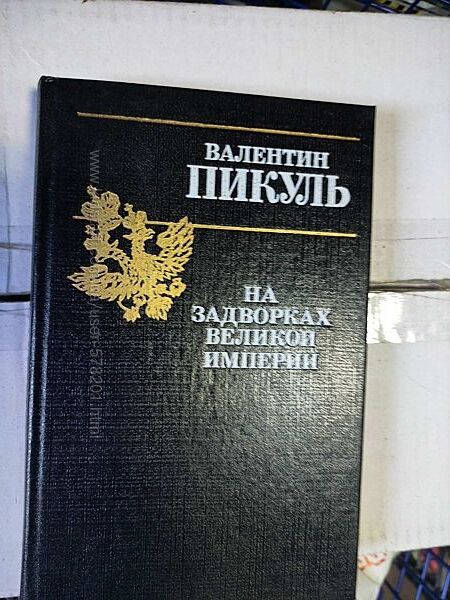 ВАЛЕНТИН
ПИКУЛЬ
НА
ЗАДВОРКАХ
ВЕЛИКОЙ
ИМПЕРИИ